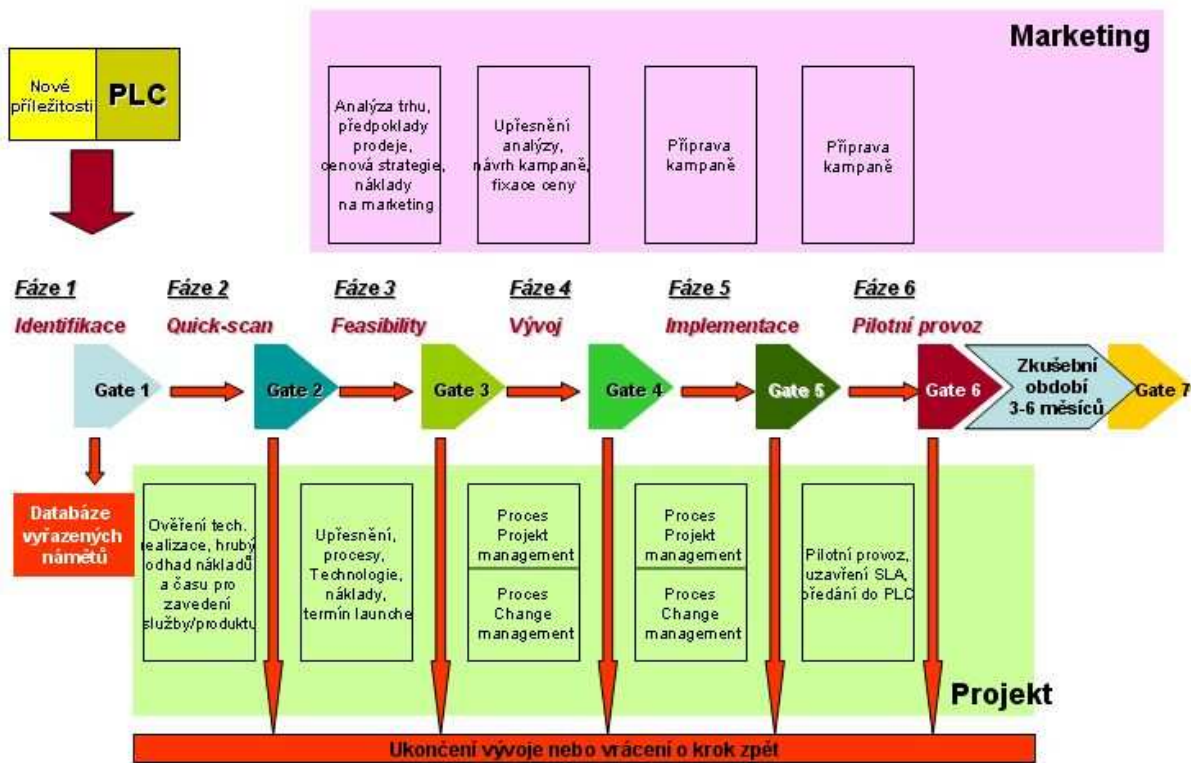 Marketing
Nové
příležitosti
PLC
Analýza trhu,
předpoklady
prodeje,
cenová strategie,
náklady
na marketing
Upřesnění
analýzy,
návrh kampaně,
fixace ceny
Příprava
kampaně
Příprava
kampaně
Fáze 1
Identifikace
Fáze 2
Quick-scan
Fáze 3
Feasibility
Fáze 4
Vývoj
Fáze 5
Implementace
Fáze 6
Pilotní provoz
Gate 1
Gate 2
Gate 3
Gate 4
Gate 5
Gate 6
Zkušební
období
3-6 měsíců
Gate 7
Databáze
vyřazených
námětů
Ověření tech.
realizace, hrubý
odhad nákladů
a času pro
zavedení
služby/produktu
Upřesnění,
procesy,
Technologie,
náklady,
termín launche
Proces
Projekt
management
Proces
Change
management
Proces
Projekt
management
Proces
Change
management
Pilotní provoz,
uzavření SLA,
předání do PLC
Projekt
Ukončení vývoje nebo vrácení o krok zpět